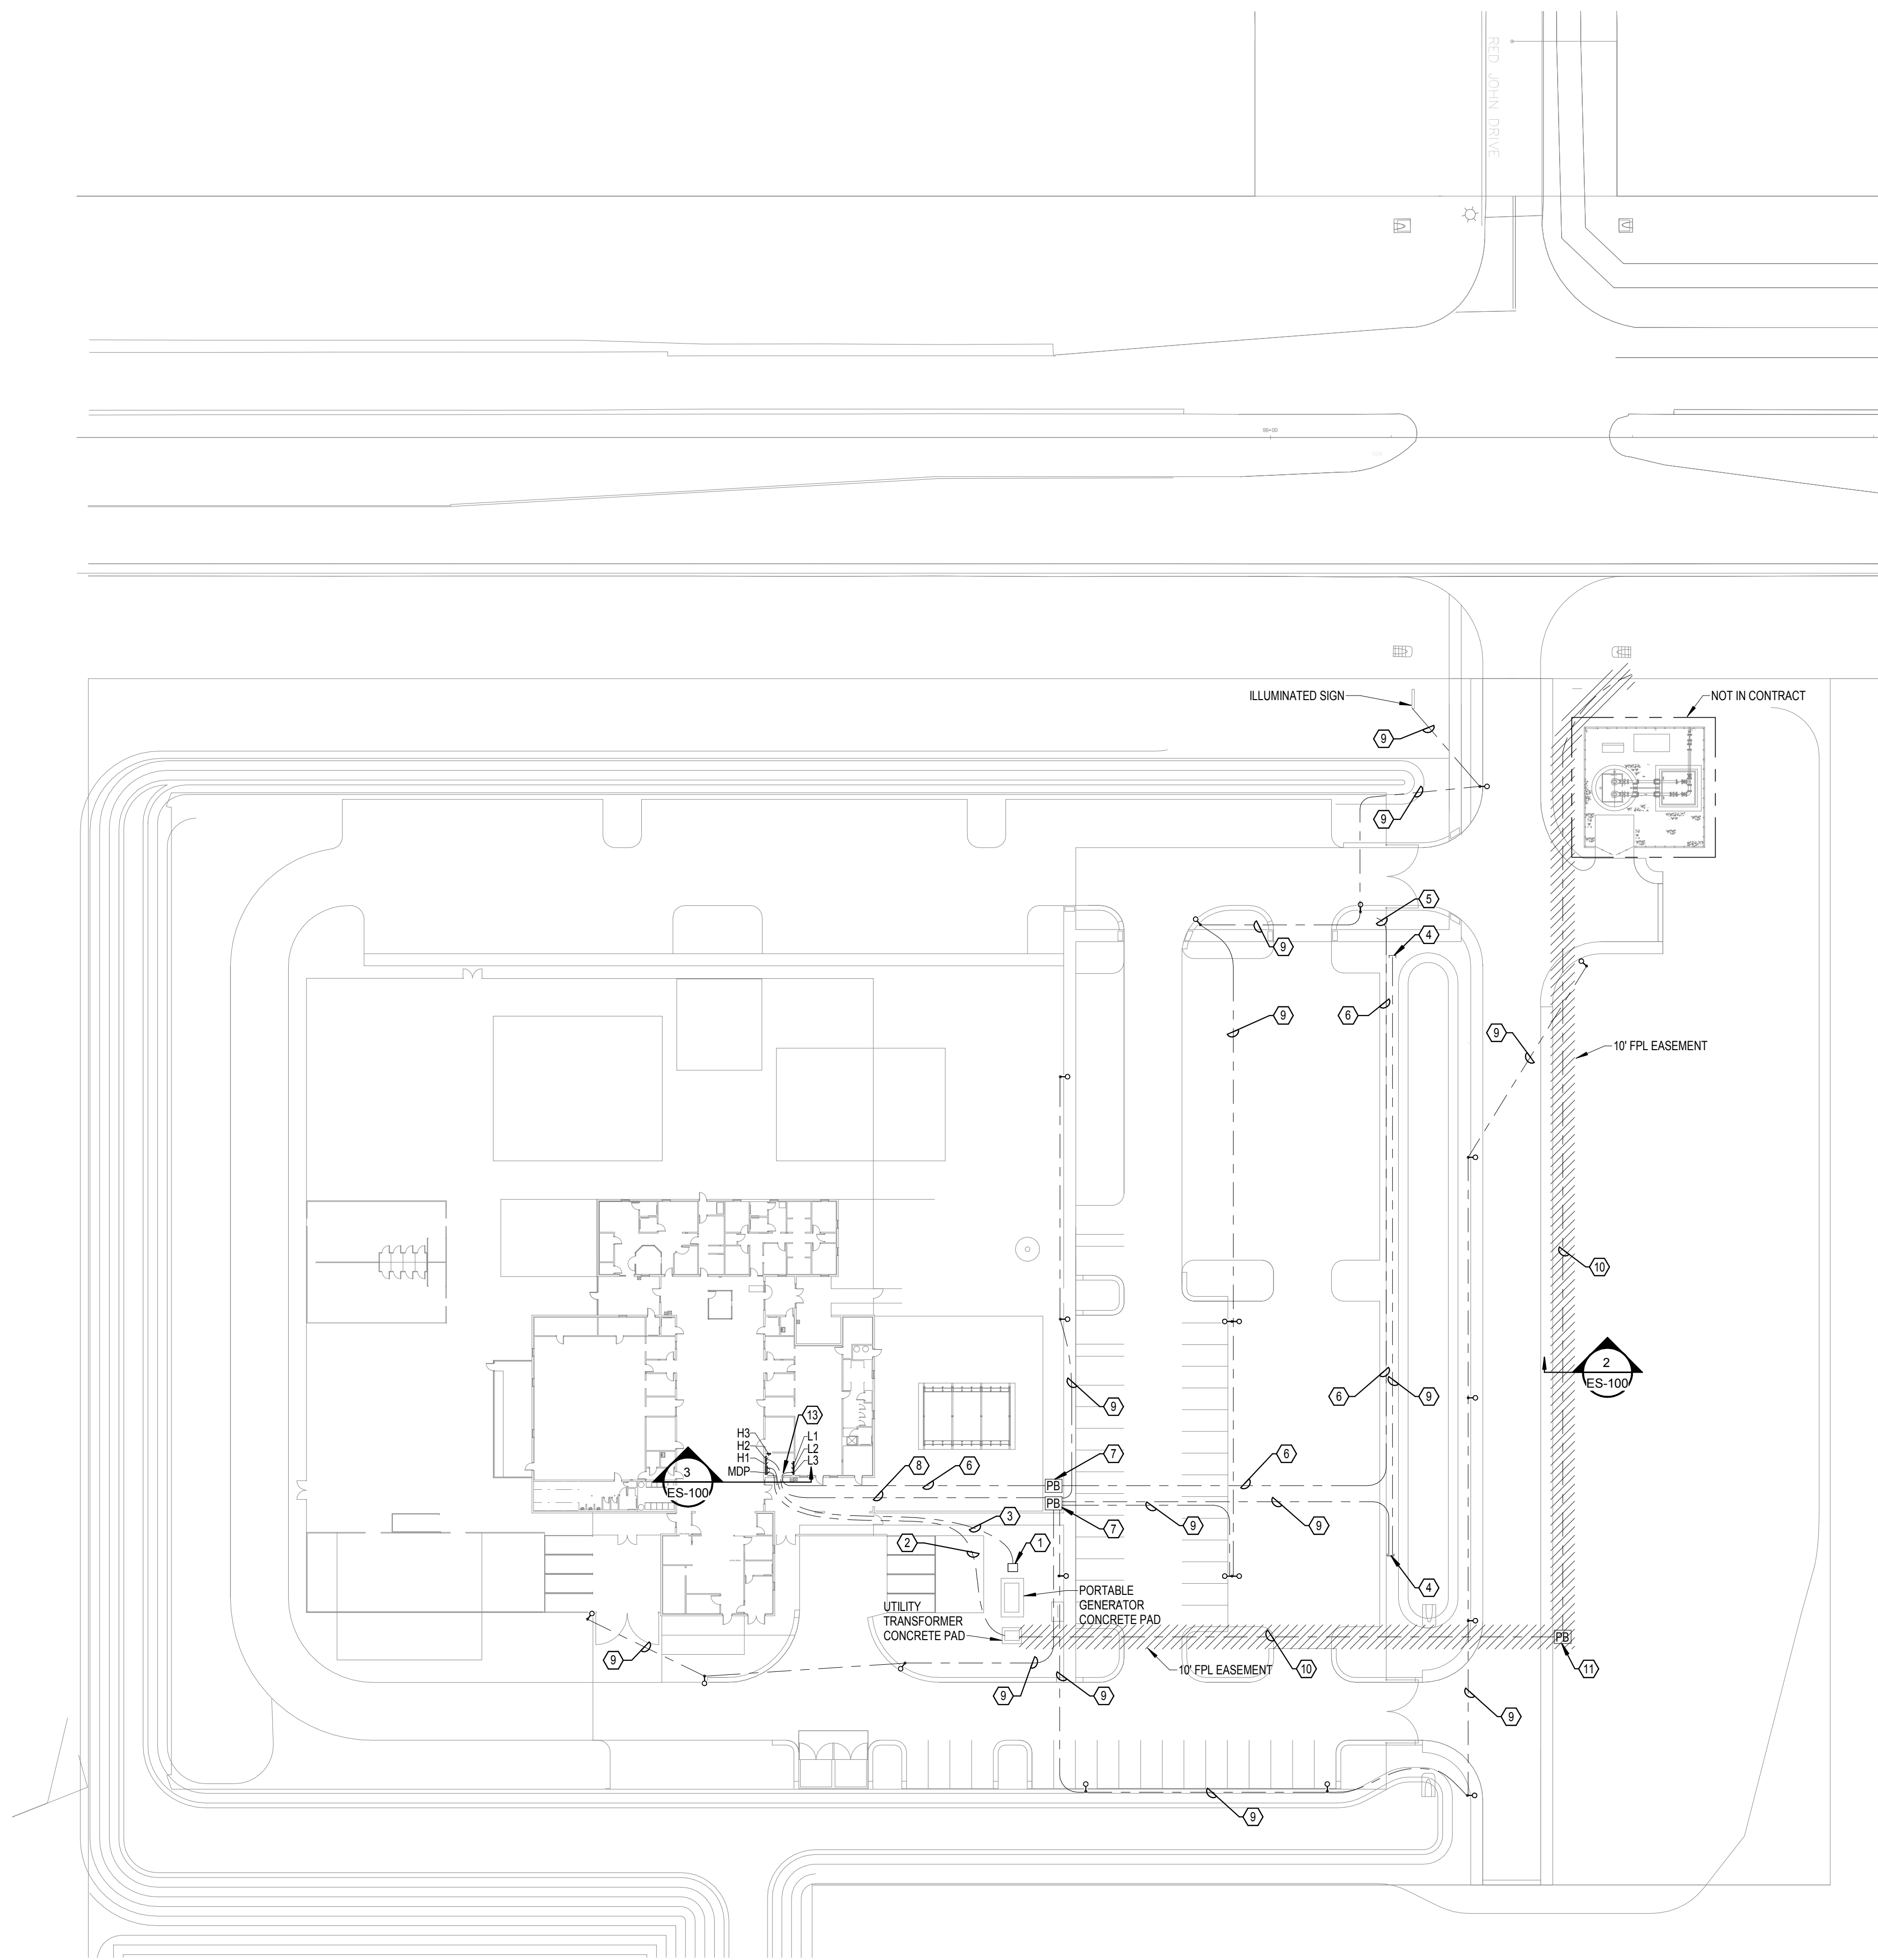 RED JOHN DRIVE
56+00
ILLUMINATED SIGN
NOT IN CONTRACT
9
9
5
4
9
9
6
9
10' FPL EASEMENT
10
2
ES-100
6
9
9
13
H3
H2
H1
MDP
L1
L2
L3
3
ES-100
8
6
7
6
PB
PB
7
9
9
3
2
1
4
PORTABLE
GENERATOR
CONCRETE PAD
UTILITY
TRANSFORMER
CONCRETE PAD
PB
9
10' FPL EASEMENT
10
11
9
9
9
9